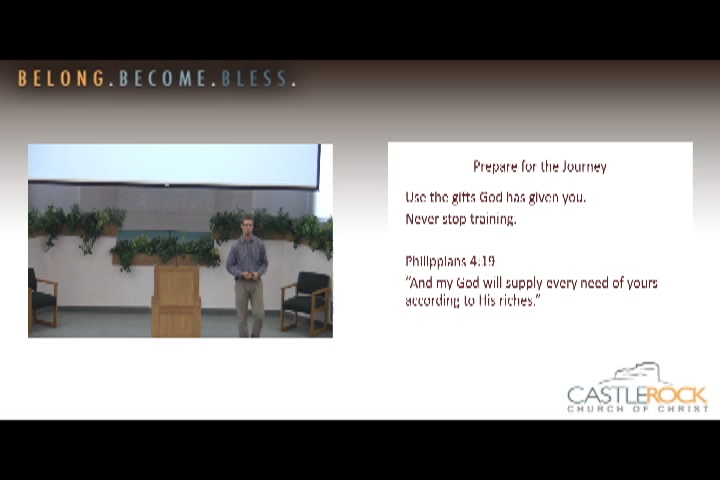 BELONG.BECOME.BLESS.
Prepare for the Journey
Use the gifts God has given you.
Never stop training.
Philippians 4:19
“And my God will supply every need of yours
according to His riches.”
CASTLEROCK
CHURCH OF CHRIST